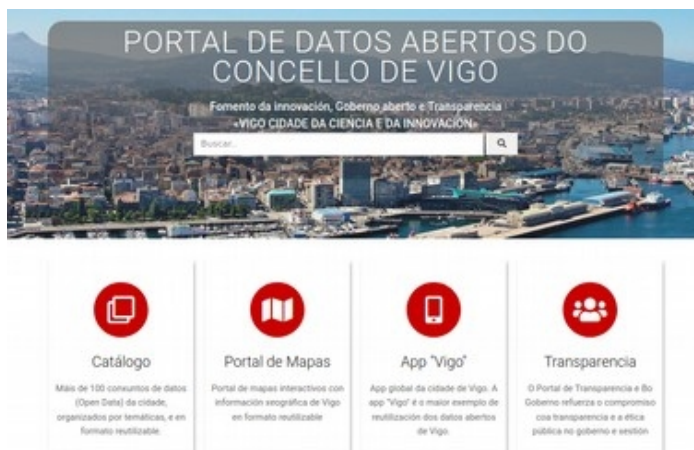 PORTAL DE DATOS ABERTOS DO
CONCELLO DE VIGO
Fomento da innovación, Goberno aberto e Transparencia
«VIGO CIDADE DA CIENCIA E DA INNOVACIÓN»
Buscar..
Catálogo
Máis de 100 conxuntos de datos
(Open Data) da cidade,
organizados por temáticas, e en
formato reutilizable.
Portal de Mapas
Portal de mapas interactivos con
información xeográfica de Vigo
en formato reutilizable
App "Vigo"
App global da cidade de Vigo. A
app "Vigo" é o maior exemplo de
reutilización dos datos abertos
de Vigo.
Transparencia
O Portal de Transparencia e Bo
Goberno reforza o compromiso
coa transparencia e a ética
pública no goberno e xestión